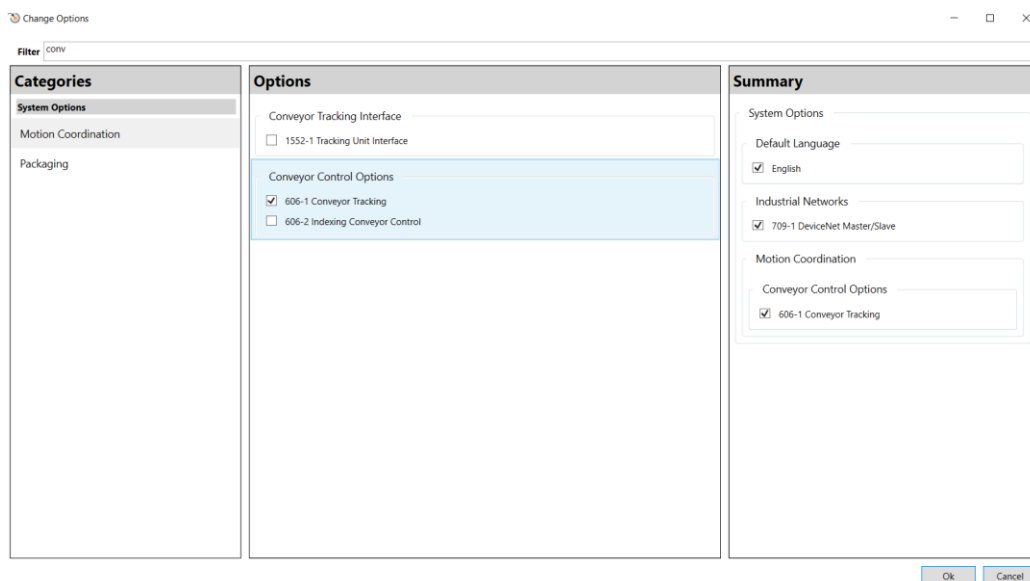 Change Options
Filter conv
Categories
System Options
Motion Coordination
Packaging
Options
Conveyor Tracking Interface
1552-1 Tracking Unit Interface
Conveyor Control Options
606-1 Conveyor Tracking
606-2 Indexing Conveyor Control
Summary
System Options
Default Language
English
Industrial Networks
709-1 DeviceNet Master/Slave
Motion Coordination
Conveyor Control Options
606-1 Conveyor Tracking
Ok Cancel